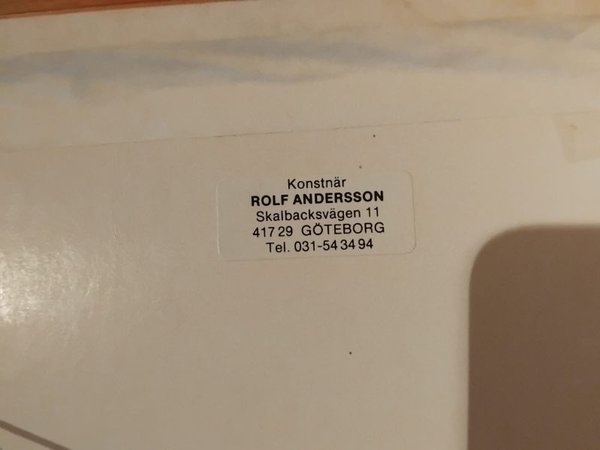 Konstnär
ROLF ANDERSSON
Skalbacksvägen 11
417 29 GÖTEBORG
Tel. 031-54 34 94